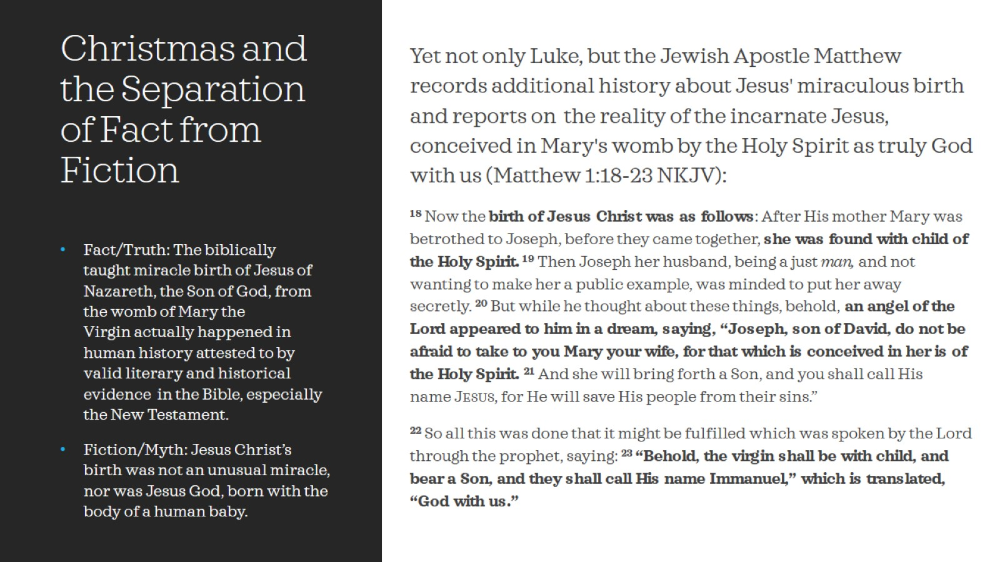 Christmas and
the Separation
of Fact from
Fiction
• Fact/Truth: The biblically
taught miracle birth of Jesus of
Nazareth, the Son of God, from
the womb of Mary the
Virgin actually happened in
human history attested to by
valid literary and historical
evidence in the Bible, especially
the New Testament.
• Fiction/Myth: Jesus Christ’s
birth was not an unusual miracle,
nor was Jesus God, born with the
body of a human baby.
Yet not only Luke, but the Jewish Apostle Matthew
records additional history about Jesus' miraculous birth
and reports on the reality of the incarnate Jesus,
conceived in Mary's womb by the Holy Spirit as truly God
with us (Matthew 1:18-23 NKJV):
18 Now the birth of Jesus Christ was as follows: After His mother Mary was
betrothed to Joseph, before they came together, she was found with child of
the Holy Spirit. 19 Then Joseph her husband, being a just man, and not
wanting to make her a public example, was minded to put her away
secretly. 20 But while he thought about these things, behold, an angel of the
Lord appeared to him in a dream, saying, “Joseph, son of David, do not be
afraid to take to you Mary your wife, for that which is conceived in her is of
the Holy Spirit. 21 And she will bring forth a Son, and you shall call His
name JESUS, for He will save His people from their sins.”
22 So all this was done that it might be fulfilled which was spoken by the Lord
through the prophet, saying: 23 “Behold, the virgin shall be with child, and
bear a Son, and they shall call His name Immanuel,” which is translated,
“God with us.”